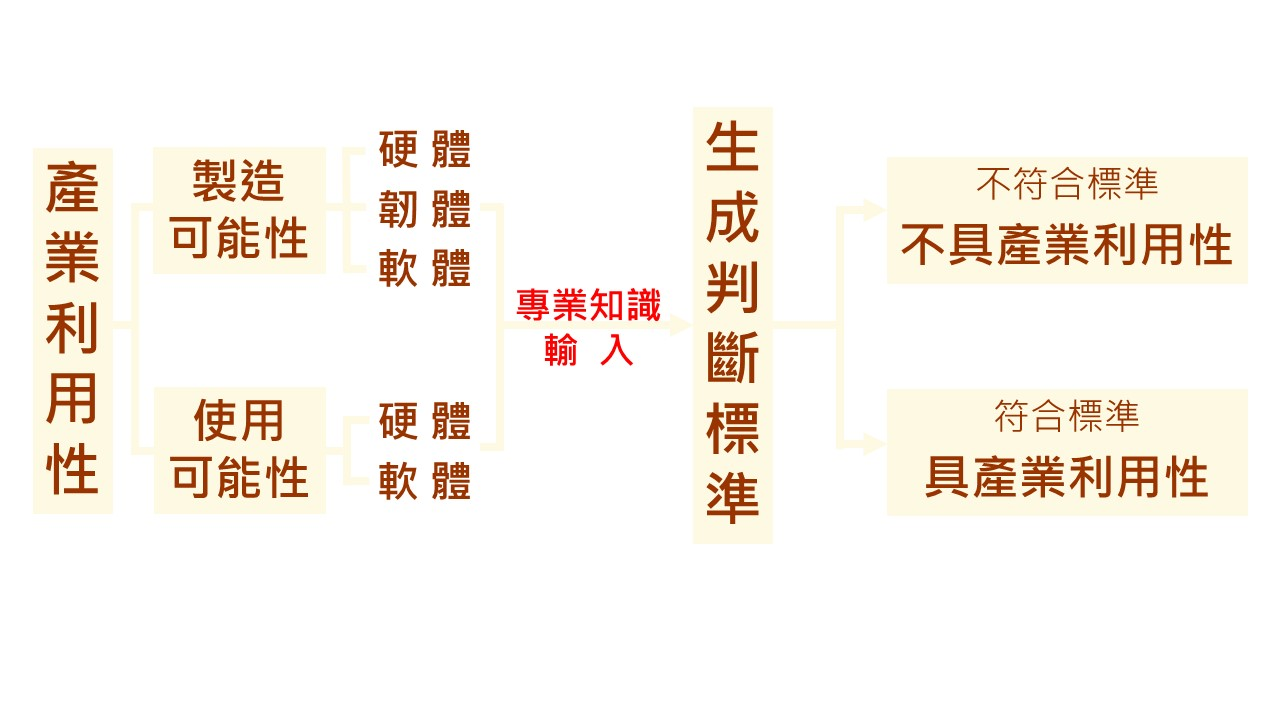 產業利用性
製造
可能性
硬體
韌體
軟體
使用
可能性
硬體
軟體
專業知識
輸入
生成判斷標準
不符合標準
不具產業利用性
符合標準
具產業利用性